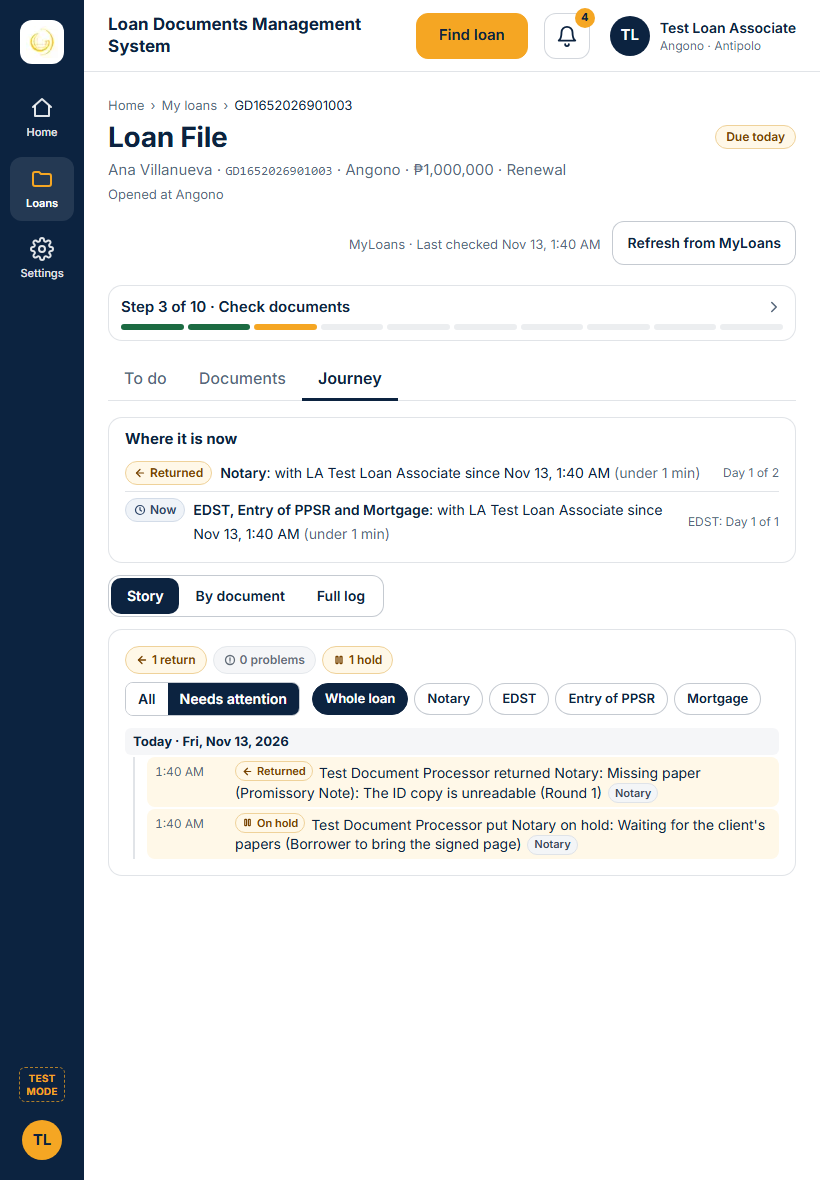 Loan Documents Management
System
Find loan
4
TL
Test Loan Associate
Angono · Antipolo
Home
Loans
Settings
TEST
MODE
TL
Home › My loans › GD1652026901003
Loan File
Due today
Ana Villanueva · GD1652026901003 · Angono · ₱1,000,000 · Renewal
Opened at Angono
MyLoans · Last checked Nov 13, 1:40 AM
Refresh from MyLoans
Step 3 of 10 · Check documents
To do
Documents
Journey
Where it is now
Returned Notary: with LA Test Loan Associate since Nov 13, 1:40 AM (under 1 min) Day 1 of 2
Now EDST, Entry of PPSR and Mortgage: with LA Test Loan Associate since
Nov 13, 1:40 AM (under 1 min)
EDST: Day 1 of 1
Story
By document
Full log
1 return
0 problems
1 hold
All
Needs attention
Whole loan
Notary
EDST
Entry of PPSR
Mortgage
Today · Fri, Nov 13, 2026
1:40 AM Returned Test Document Processor returned Notary: Missing paper
(Promissory Note): The ID copy is unreadable (Round 1) Notary
1:40 AM On hold Test Document Processor put Notary on hold: Waiting for the client's
papers (Borrower to bring the signed page) Notary